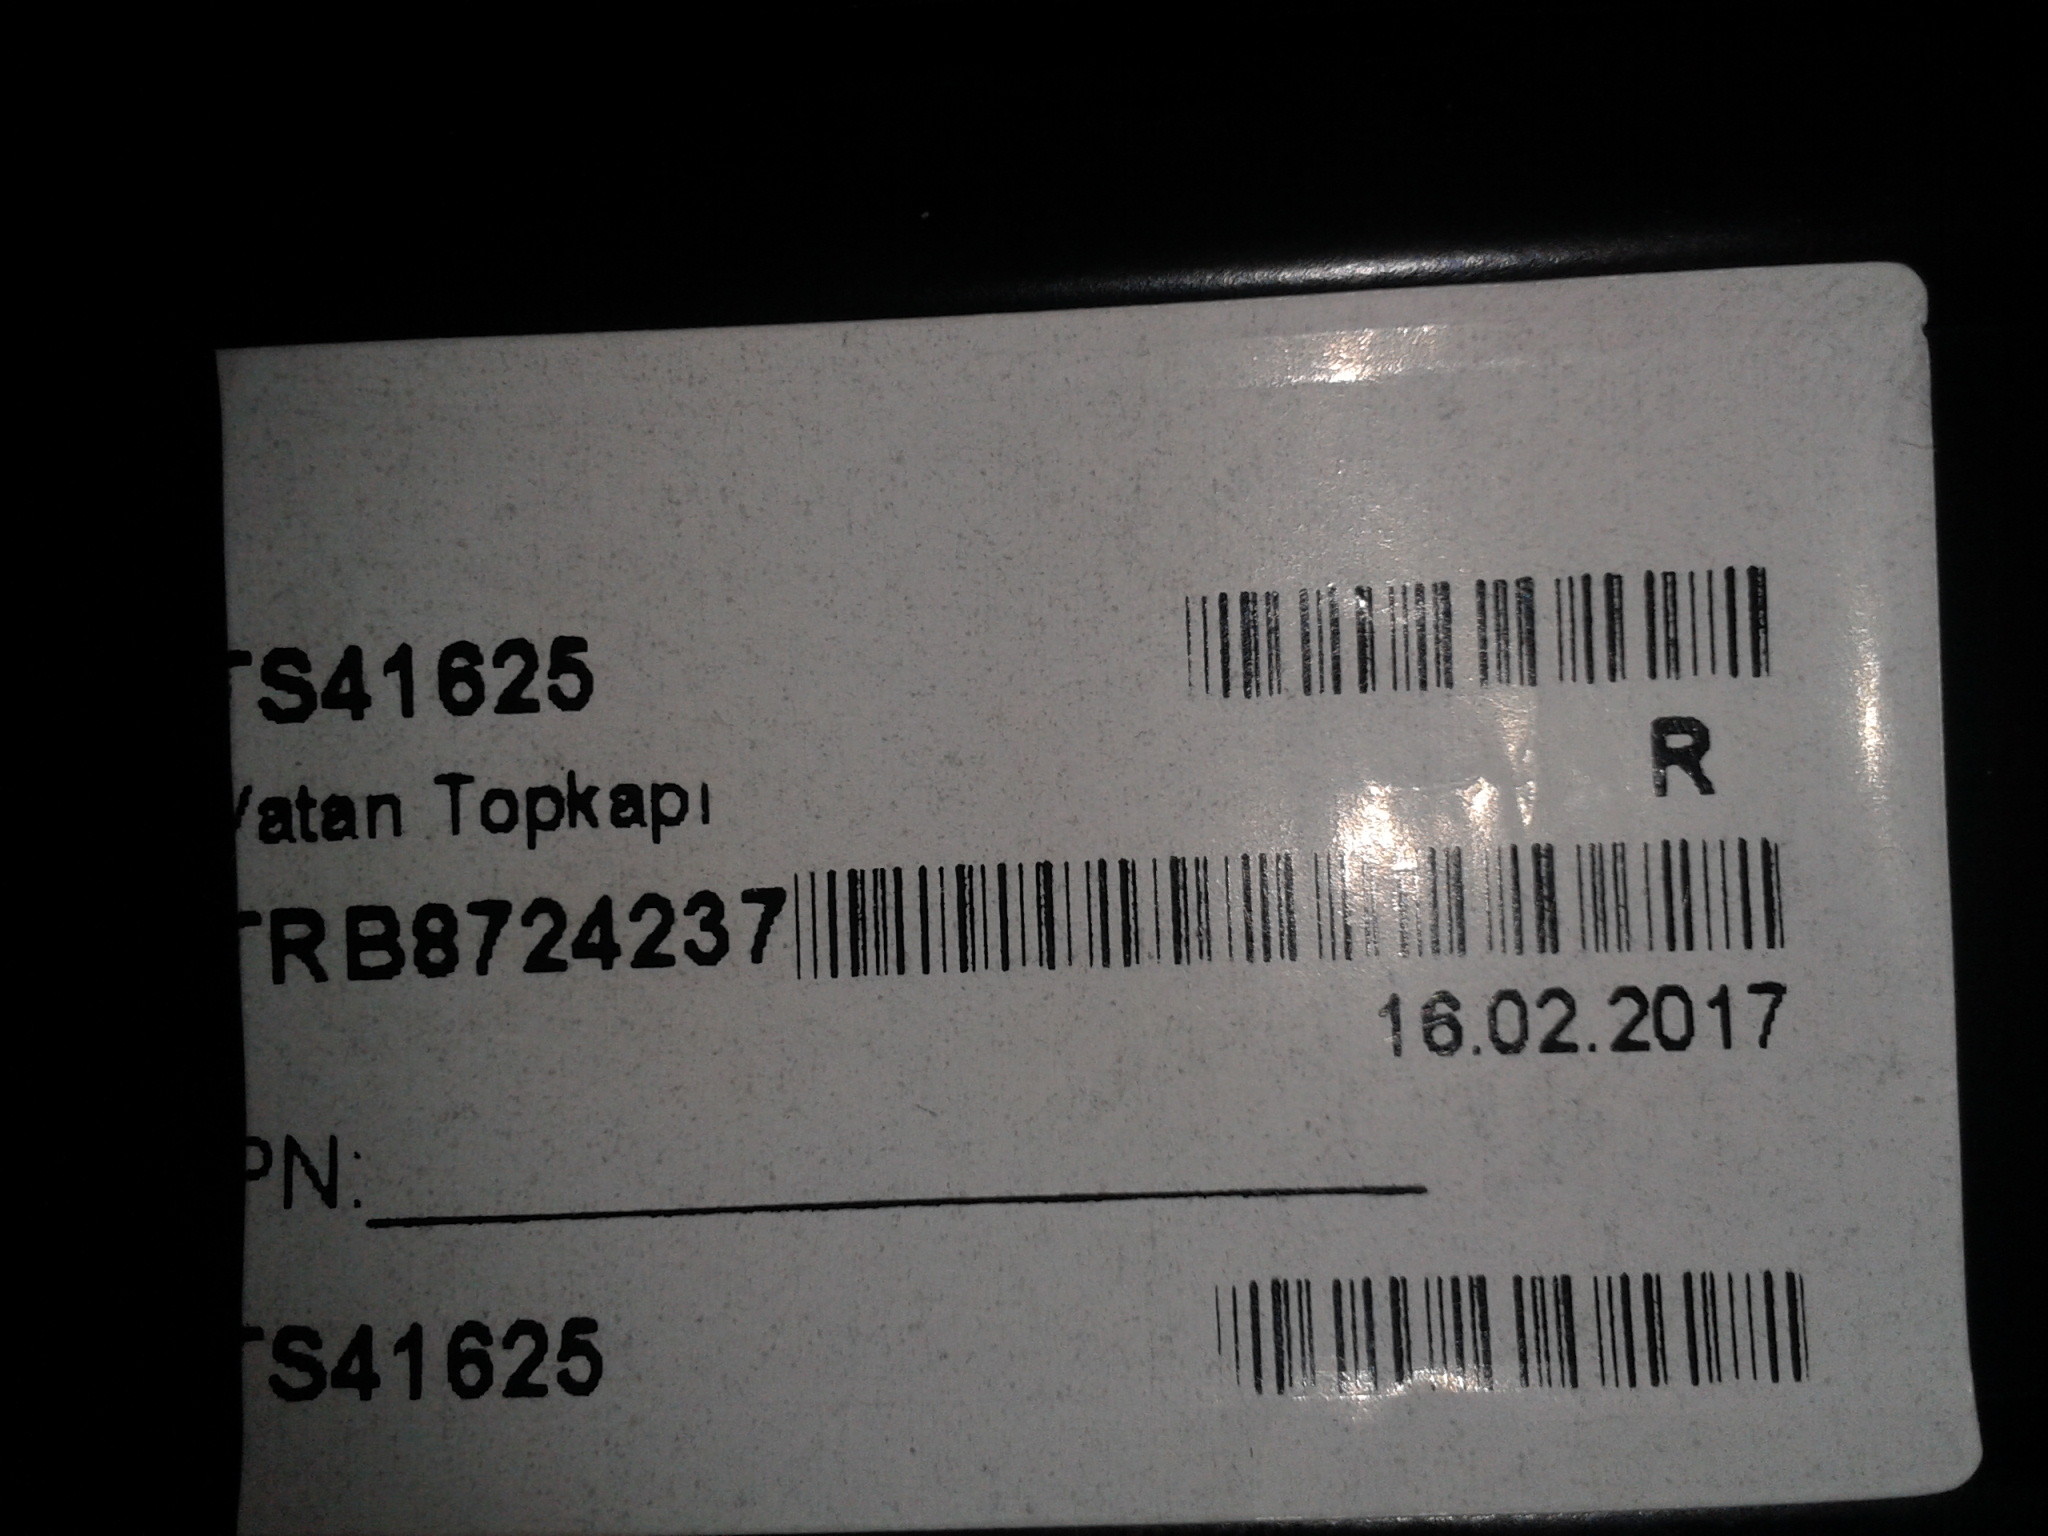 TS41625
R
Vatan Topkapı
TRB8724237
16.02.2017
PN:
TS41625